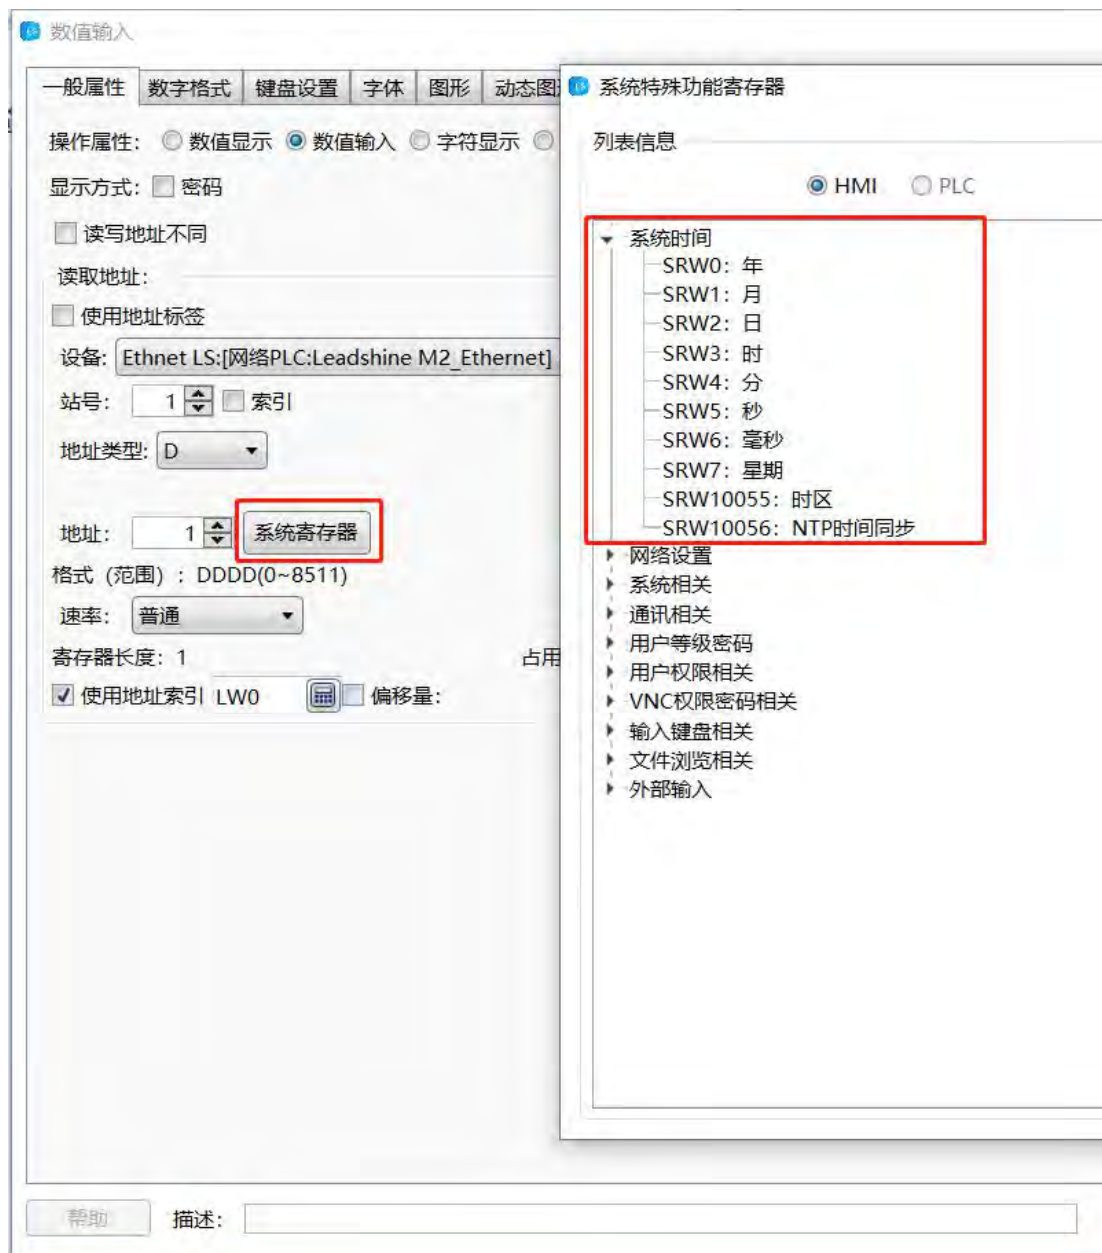 数值输入
一般属性 数字格式 键盘设置 字体 图形 动态图
操作属性: 数值显示 数值输入 字符显示
显示方式: 密码
读写地址不同
读取地址:
使用地址标签
设备: Ethnet LS:[网络PLC:Leadshine M2_Ethernet]
站号: 1 索引
地址类型: D
地址: 1 系统寄存器
格式 (范围) : DDDD(0~8511)
速率: 普通
寄存器长度: 1 占用
使用地址索引 LW0 偏移量:
帮助 描述:
系统特殊功能寄存器
列表信息
HMI PLC
系统时间
SRW0: 年
SRW1: 月
SRW2: 日
SRW3: 时
SRW4: 分
SRW5: 秒
SRW6: 毫秒
SRW7: 星期
SRW10055: 时区
SRW10056: NTP时间同步
网络设置
系统相关
通讯相关
用户等级密码
用户权限相关
VNC权限密码相关
输入键盘相关
文件浏览相关
外部输入